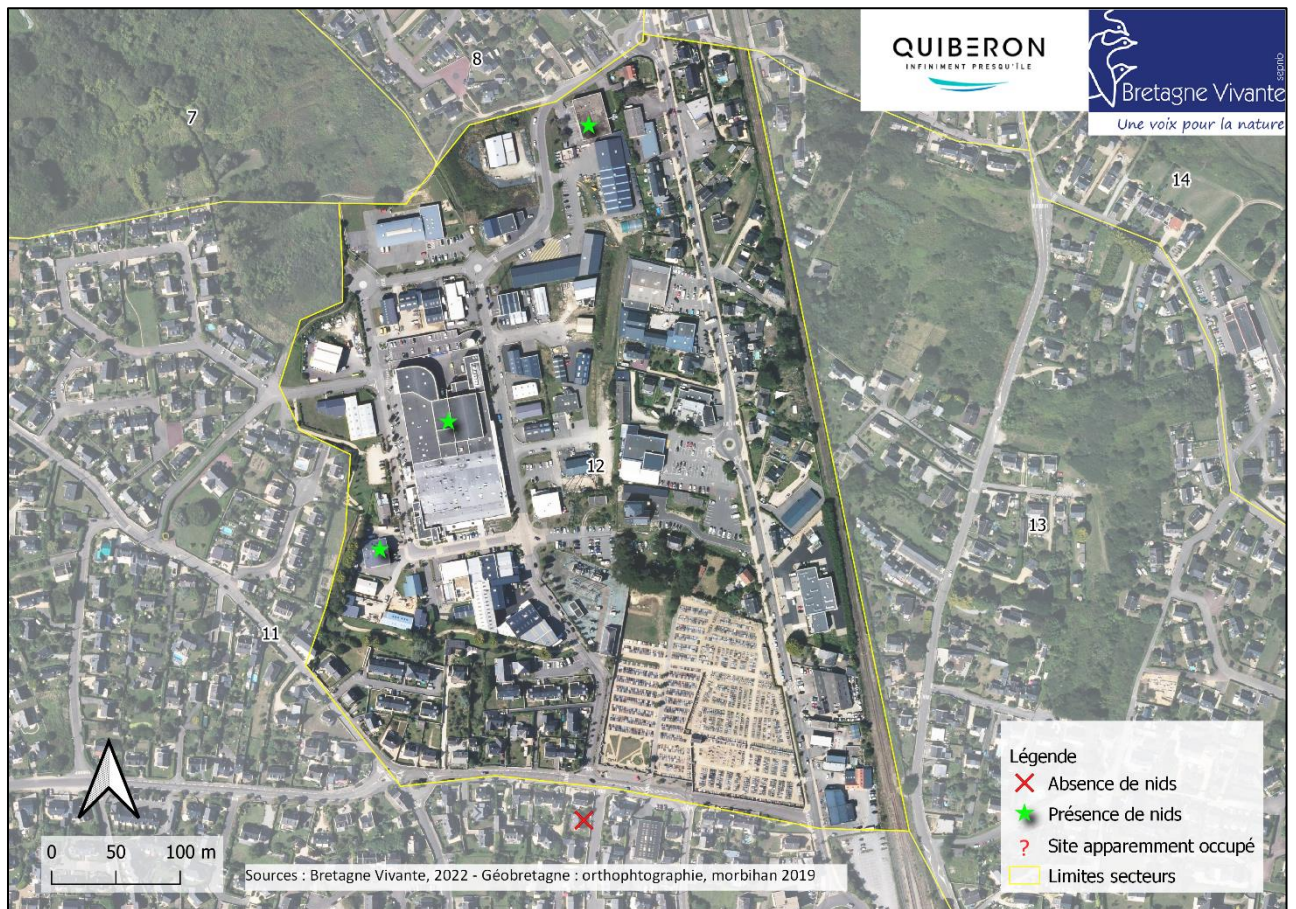 QUIBERON
INFINIMENT PRESQU'ÎLE
Bretagne Vivante
sepnb
Une voix pour la nature
8
7
14
12
13
11
Légende
Absence de nids
Présence de nids
? Site apparemment occupé
Limites secteurs
0 50 100 m
Sources : Bretagne Vivante, 2022 - Géobretagne : orthophtographie, morbihan 2019